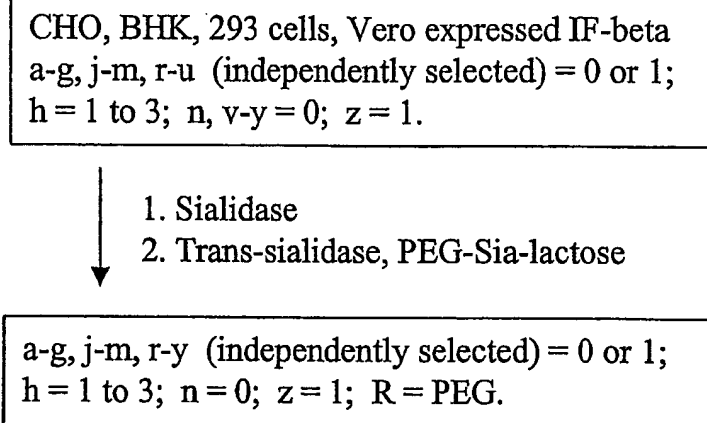 CHO, BHK, 293 cells, Vero expressed IF-beta
a-g, j-m, r-u (independently selected) = 0 or 1;
h = 1 to 3; n, v-y = 0; z = 1.
1. Sialidase
2. Trans-sialidase, PEG-Sia-lactose
a-g, j-m, r-y (independently selected) = 0 or 1;
h = 1 to 3; n = 0; z = 1; R = PEG.